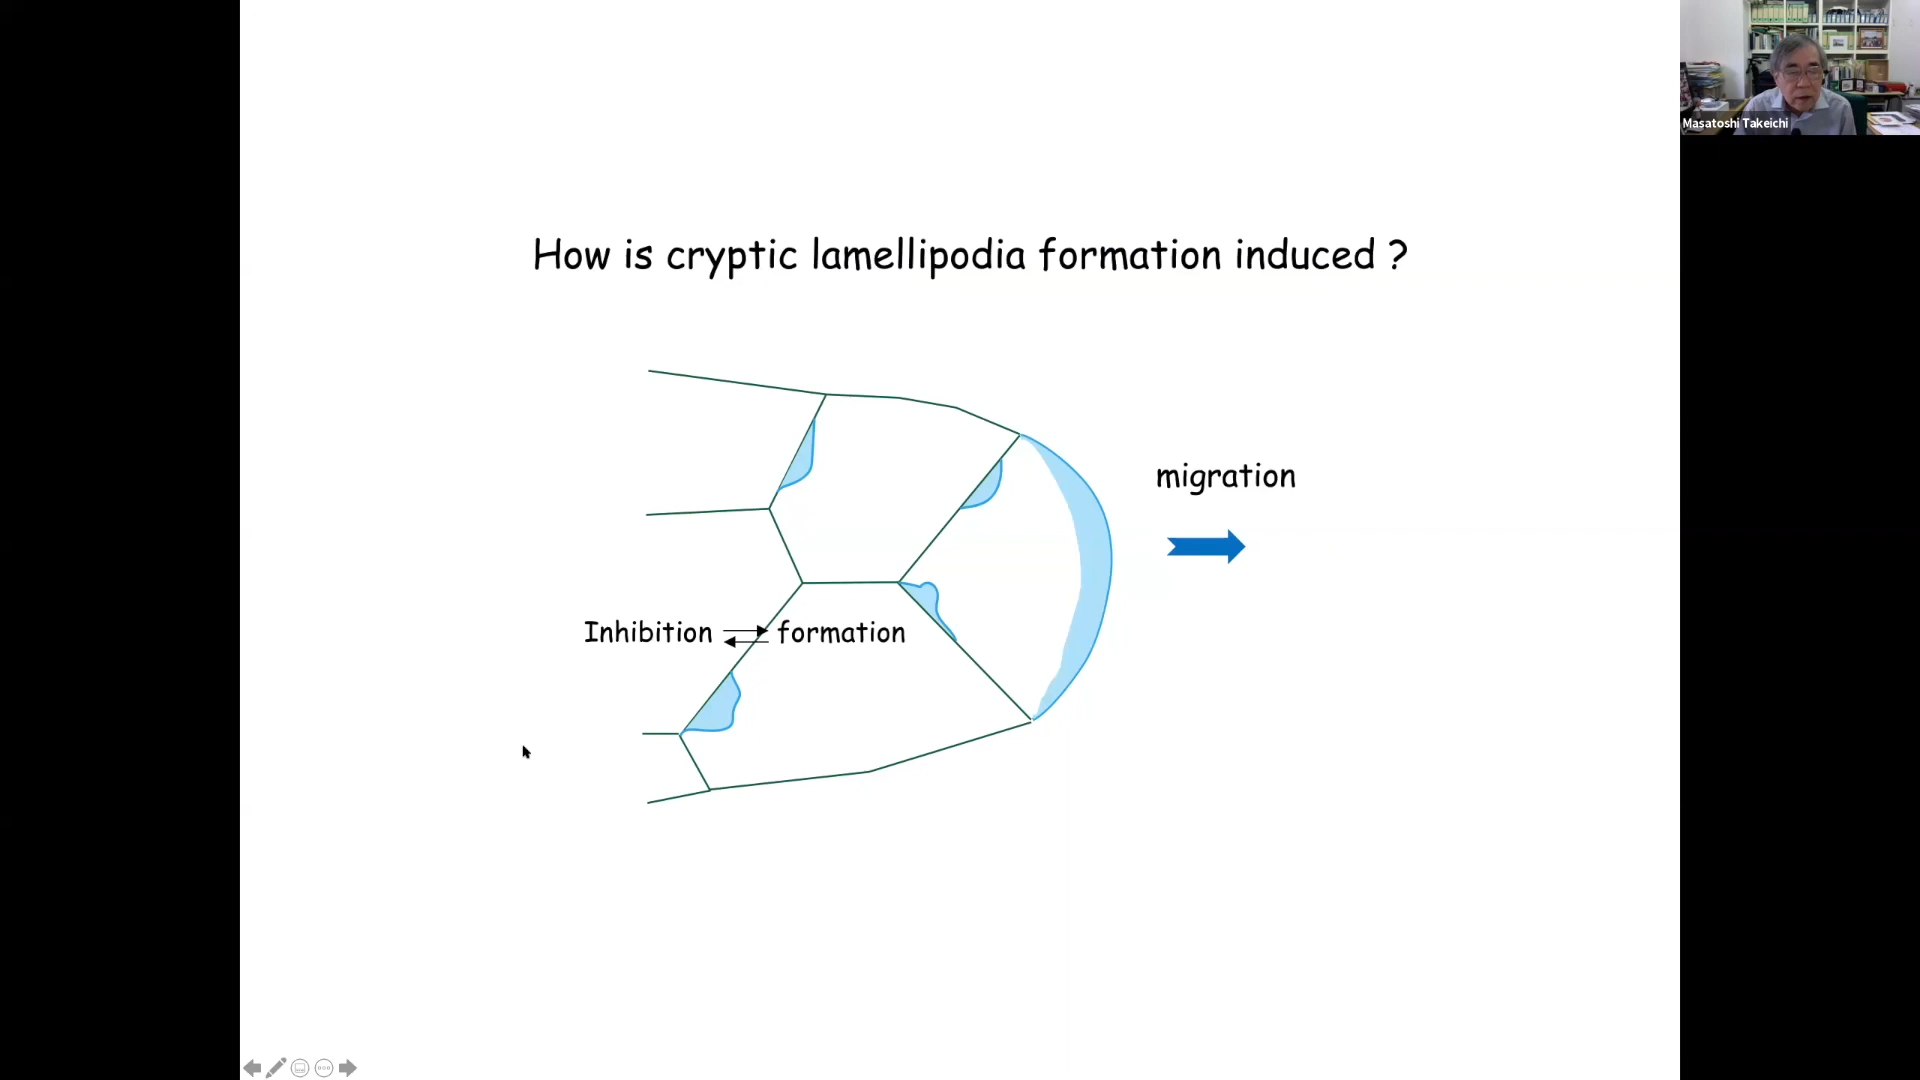 How is cryptic lamellipodia formation induced ?
migration
Inhibition formation
Masatoshi Takeichi